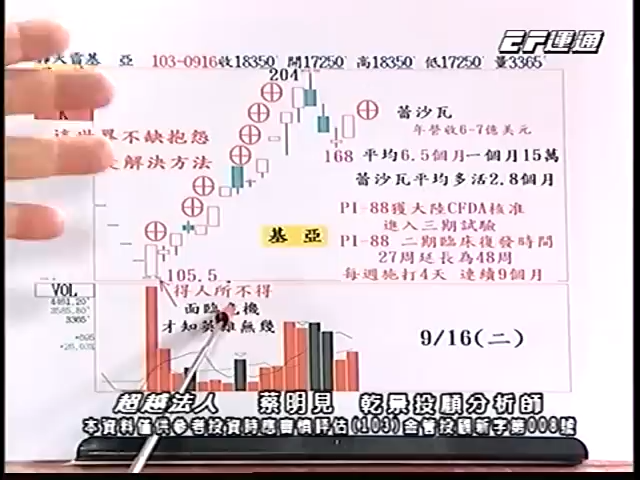 EF運通
大霸基 亞 103-0916收18350 開17250 高18350 低17250 量3365
204
蕾沙瓦
年營收6-7億美元
世界不缺抱怨
解決方法
168 平均6.5個月一個月15萬
蕾沙瓦平均多活2.8個月
PI-88獲大陸CFDA核准
進入三期試驗
基亞
PI-88 二期臨床復發時間
27周延長為48周
每週施打4天 連續9個月
105.5
得人所不得
VOL
4461.20
3585.80
3365
面臨危機
才知英雄無幾
9/16(二)
超越法人 蔡明見 乾景投顧分析師
本資料僅供參考投資時應審慎評估(103)金管投顧新字第008號